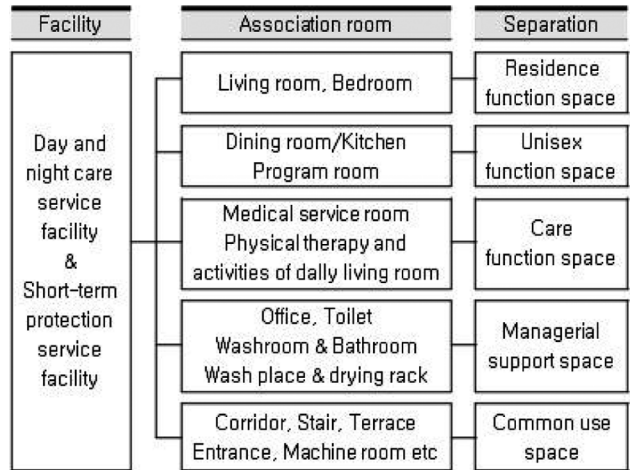 Facility
Association room
Separation
Day and
night care
service
facility
&
Short-term
protection
service
facility
Living room, Bedroom
Residence
function space
Dining room/Kitchen
Program room
Unisex
function space
Medical service room
Physical therapy and
activities of dally living room
Care
function space
Office, Toilet
Washroom & Bathroom
Wash place & drying rack
Managerial
support space
Corridor, Stair, Terrace
Entrance, Machine room etc
Common use
space